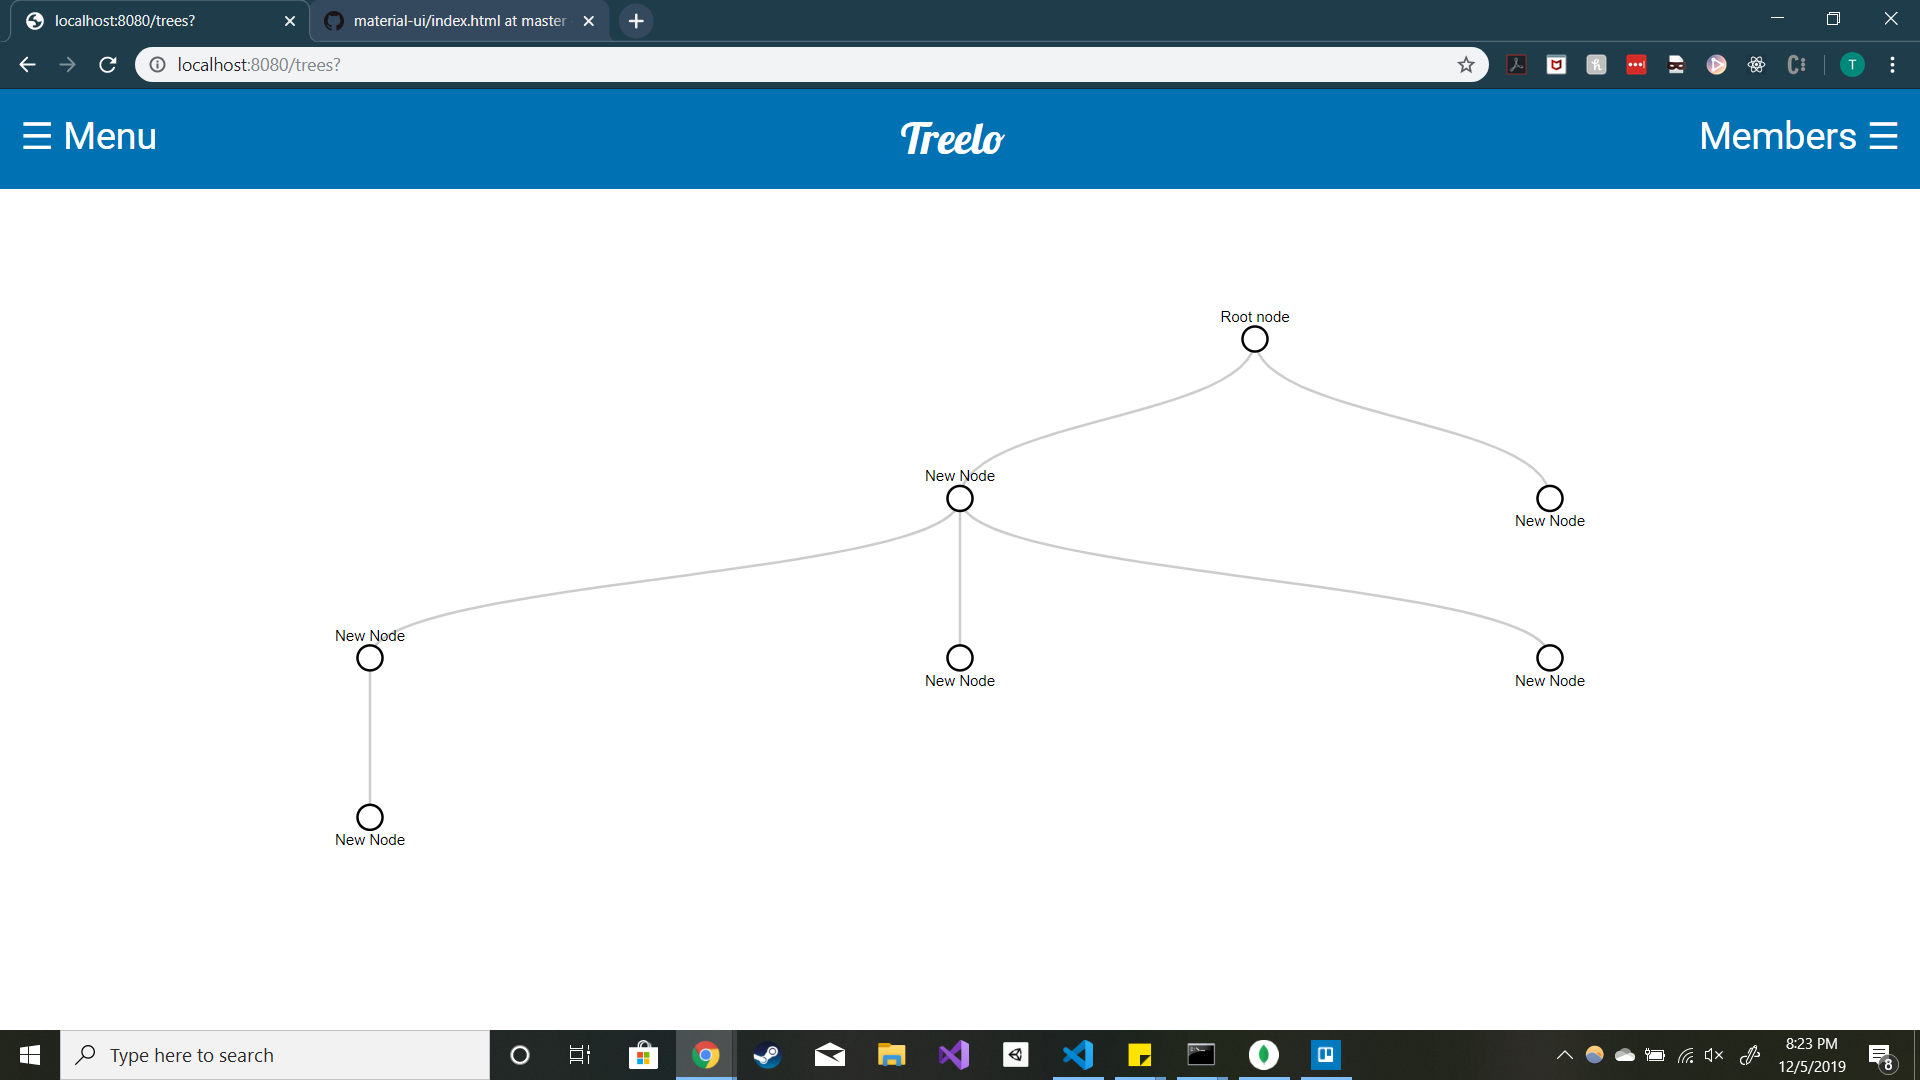 localhost:8080/trees?
material-ui/index.html at master
localhost:8080/trees?
T
☰ Menu
Treelo
Members ☰
Root node
New Node
New Node
New Node
New Node
New Node
New Node
Type here to search
8:23 PM
12/5/2019
8